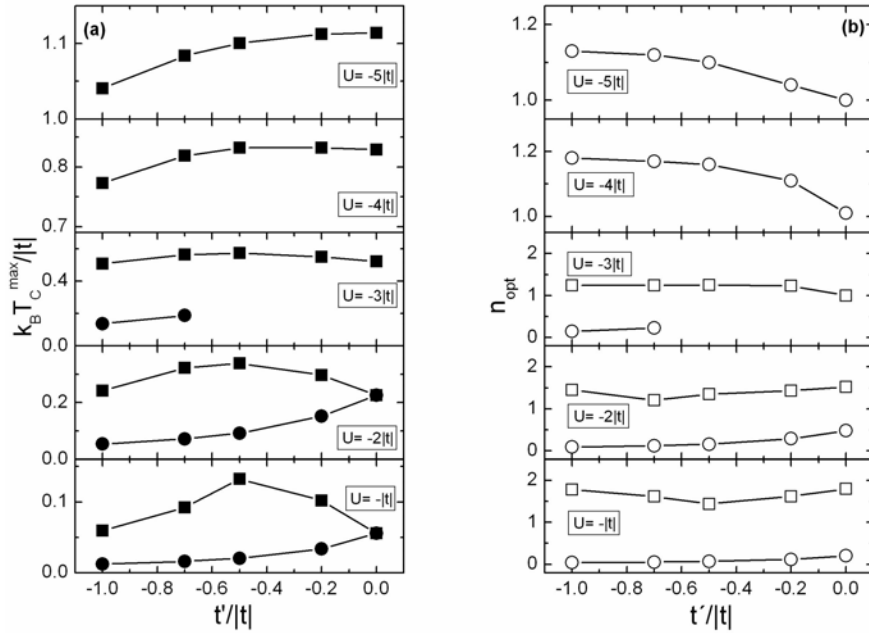 (a)
1.1
1.0
U= -5|t|
0.8
0.7
U= -4|t|
0.4
0.0
U= -3|t|
0.2
0.0
U= -2|t|
0.1
U= -|t|
-1.0 -0.8 -0.6 -0.4 -0.2 0.0
t'/|t|
k_B T_C^max/|t|
(b)
1.2
1.0
U= -5|t|
1.2
1.0
U= -4|t|
2
1
0
U= -3|t|
2
1
0
U= -2|t|
2
1
0
U= -|t|
-1.0 -0.8 -0.6 -0.4 -0.2 0.0
t´/|t|
n_opt